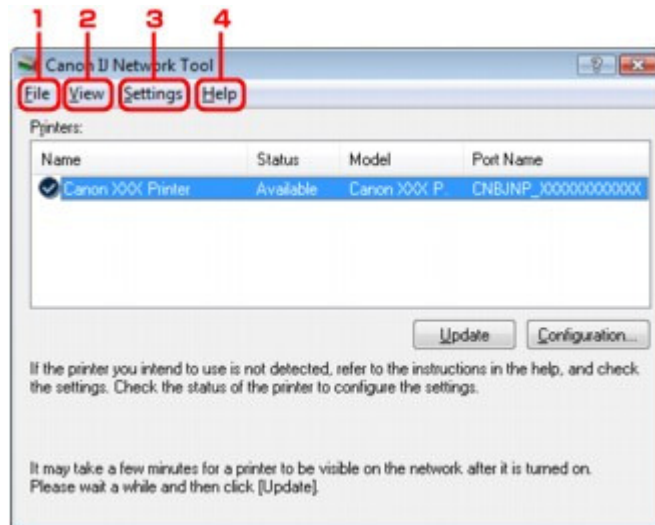 1 2 3 4
Canon IJ Network Tool
File View Settings Help
Printers:
Name Status Model Port Name
Canon XXX Printer Available Canon XXX P.. CNBJNP_XXXXXXXXXXXX
Update Configuration...
If the printer you intend to use is not detected, refer to the instructions in the help, and check
the settings. Check the status of the printer to configure the settings.
It may take a few minutes for a printer to be visible on the network after it is turned on.
Please wait a while and then click [Update].